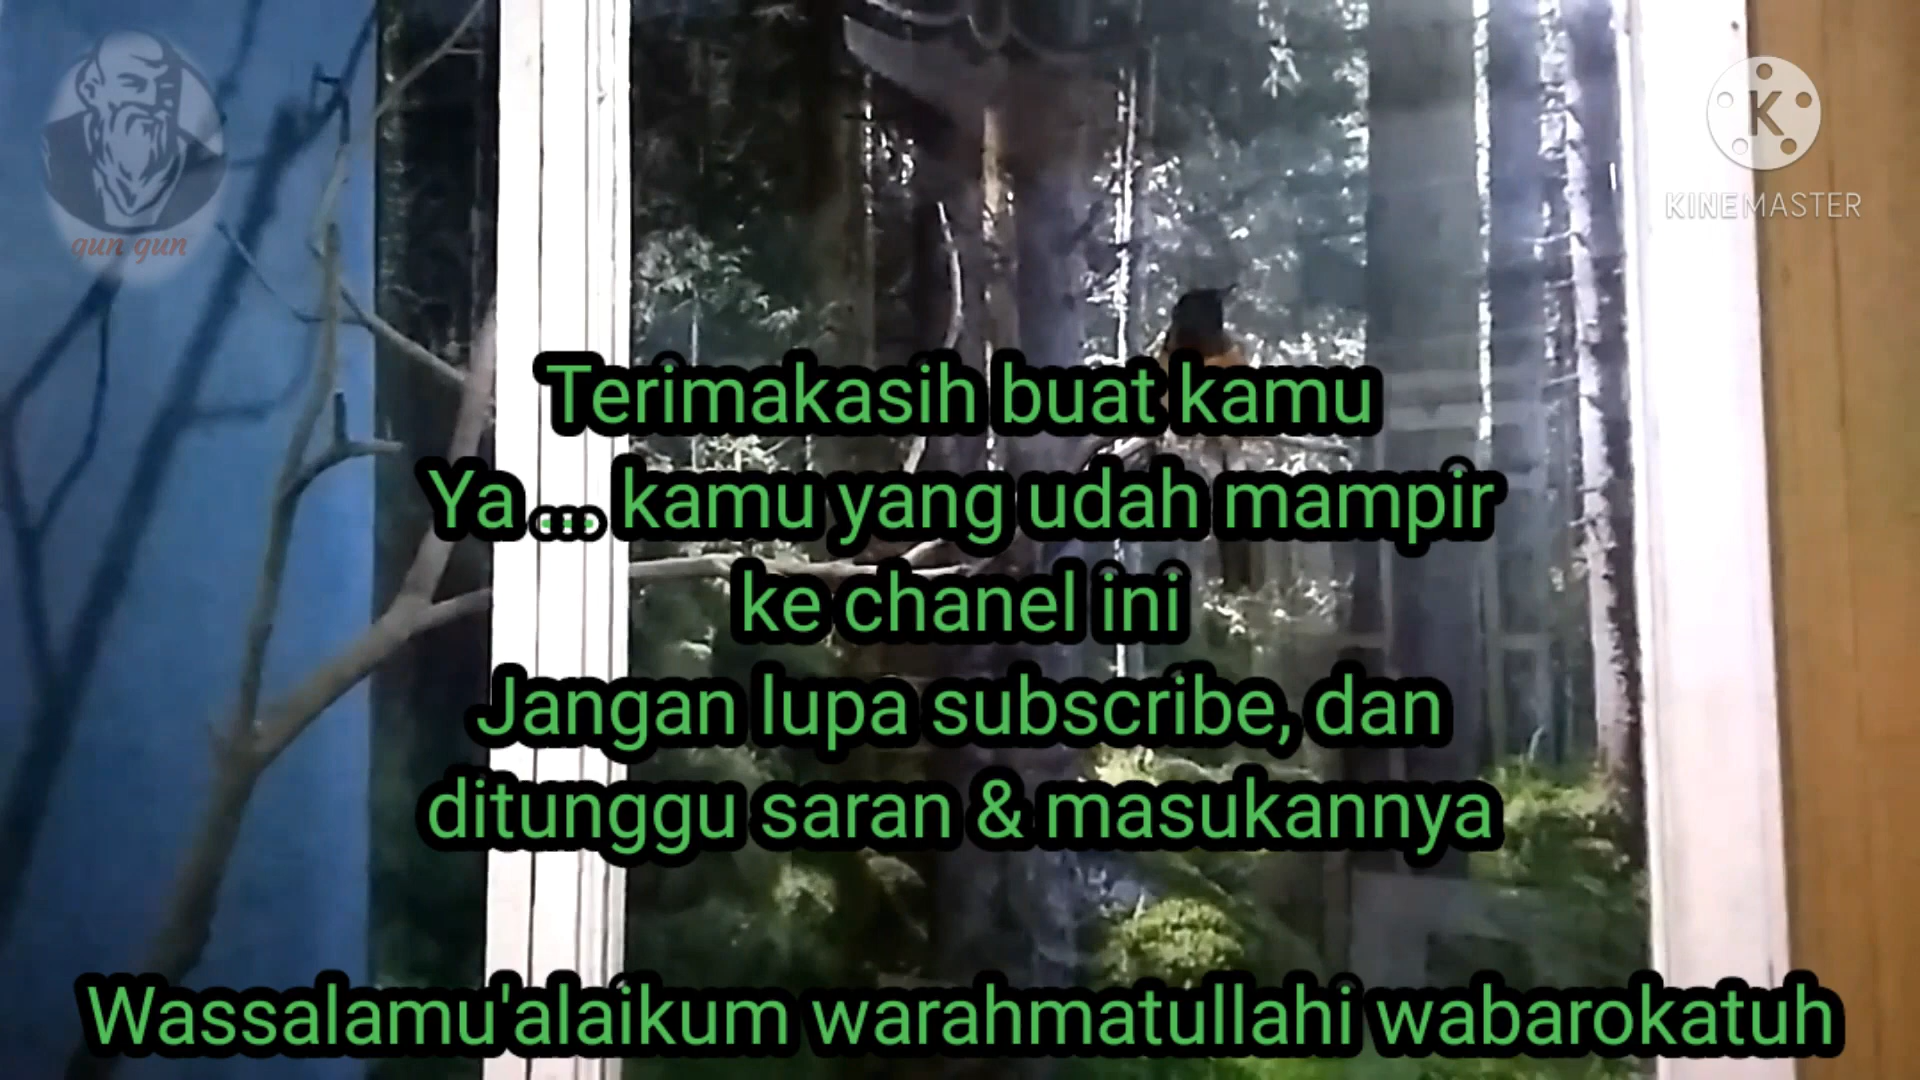 gun gun
K
KINEMASTER
Terimakasih buat kamu
Ya ... kamu yang udah mampir
ke chanel ini
Jangan lupa subscribe, dan
ditunggu saran & masukannya
Wassalamu'alaikum warahmatullahi wabarokatuh